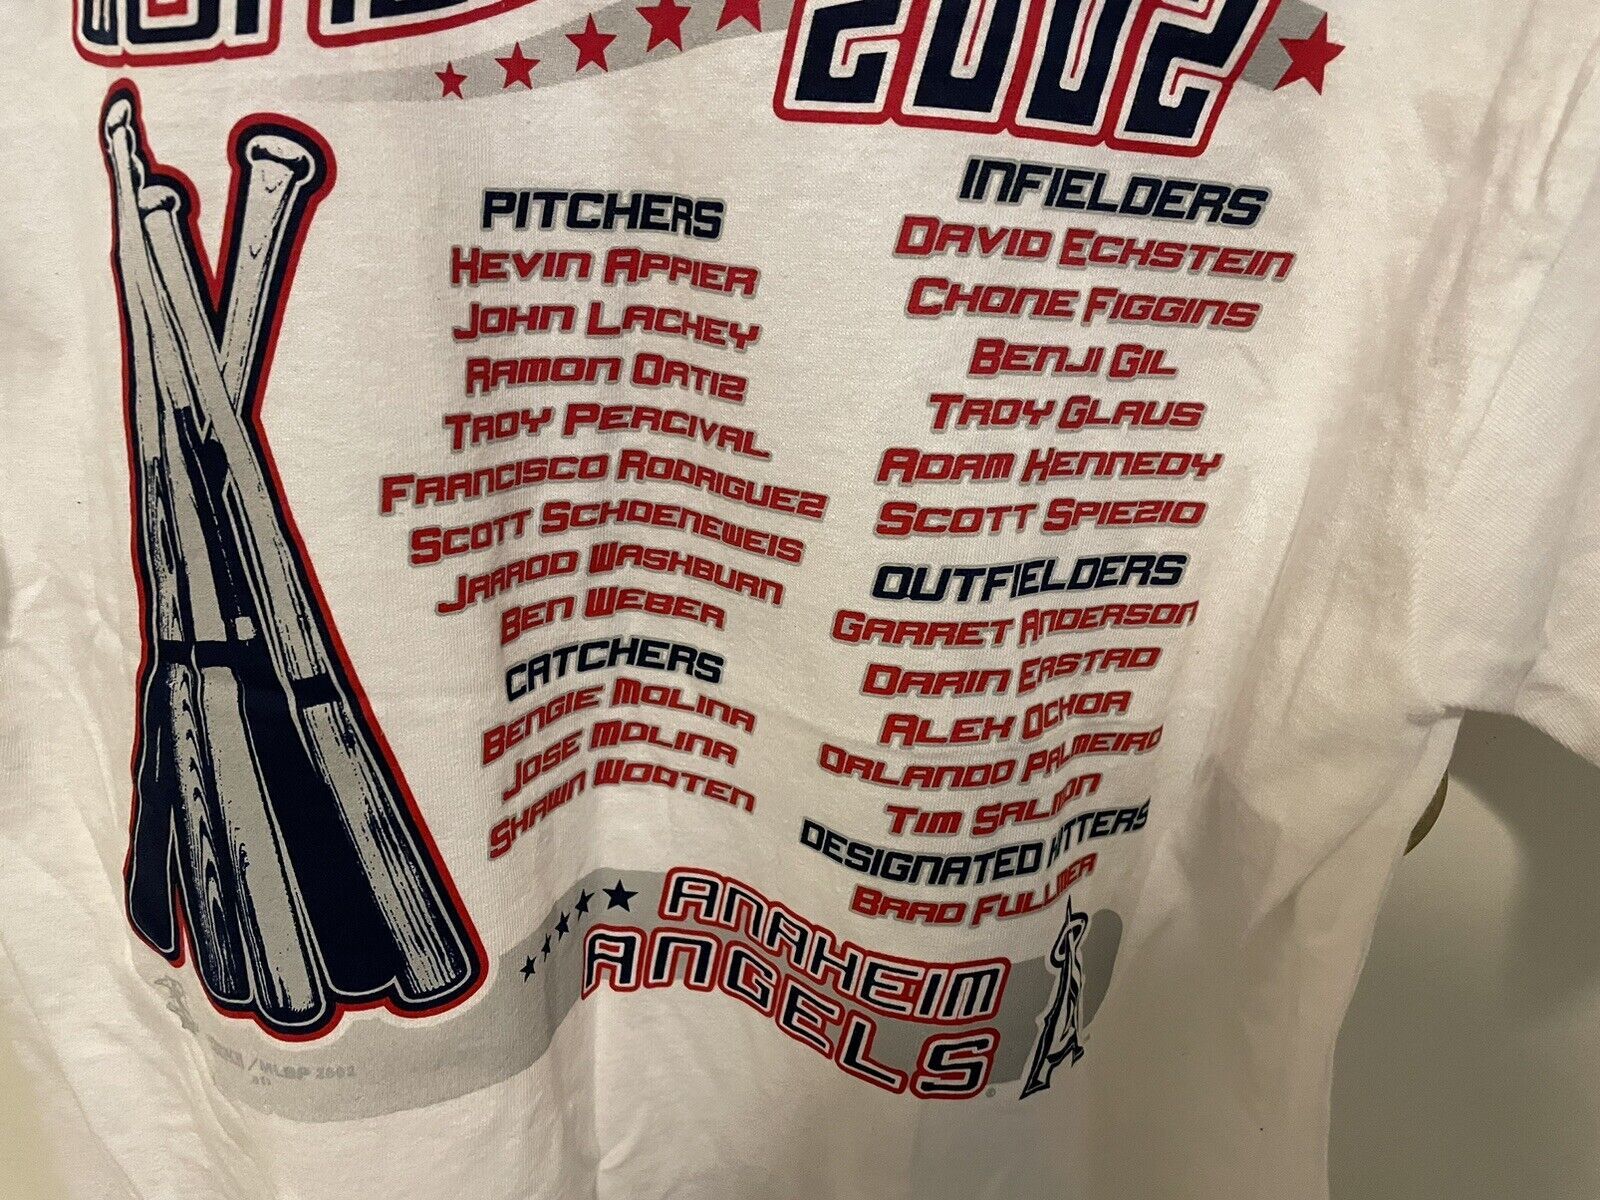 2002
PITCHERS
KEVIN APPIER
JOHN LACKEY
RAMON ORTIZ
TROY PERCIVAL
FRANCISCO RODRIGUEZ
SCOTT SCHOENEWEIS
JARROD WASHBURN
BEN WEBER
CATCHERS
BENGIE MOLINA
JOSE MOLINA
SHAWN WOOTEN
INFIELDERS
DAVID ECKSTEIN
CHONE FIGGINS
BENJI GIL
TROY GLAUS
ADAM KENNEDY
SCOTT SPIEZIO
OUTFIELDERS
GARRET ANDERSON
DARIN ERSTAD
ALEX OCHOA
ORLANDO PALMEIRO
TIM SALMON
DESIGNATED HITTERS
BRAD FULLMER
ANAHEIM
ANGELS
A
/MLBP 2002